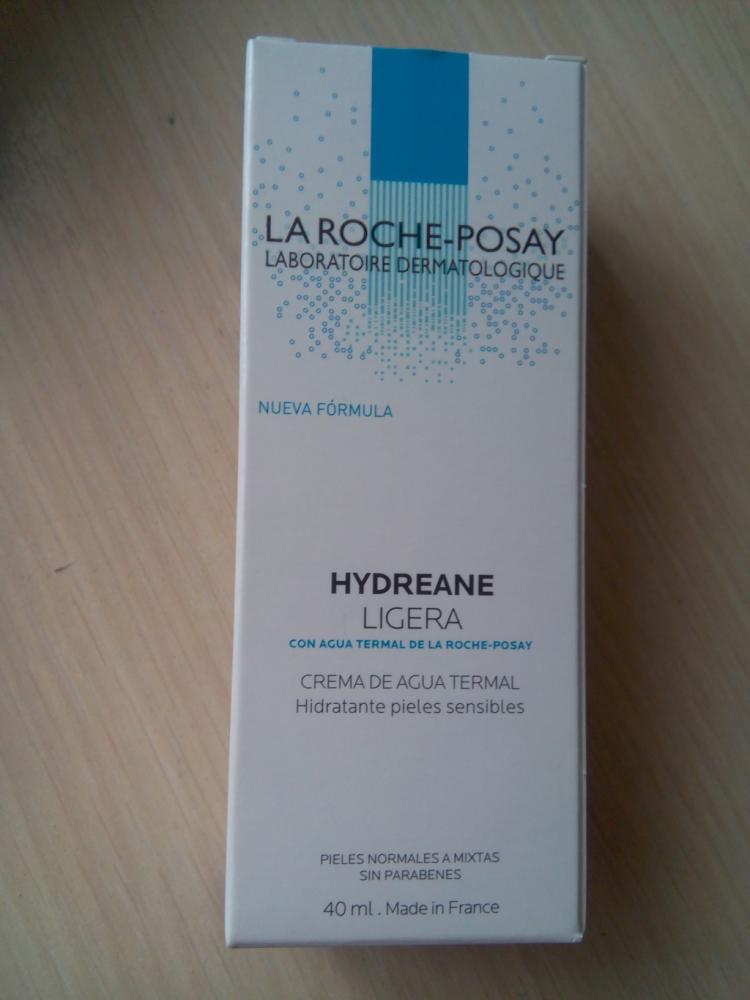 LA ROCHE-POSAY
LABORATOIRE DERMATOLOGIQUE
NUEVA FÓRMULA
HYDREANE
LIGERA
CON AGUA TERMAL DE LA ROCHE-POSAY
CREMA DE AGUA TERMAL
Hidratante pieles sensibles
PIELES NORMALES A MIXTAS
SIN PARABENES
40 ml . Made in France